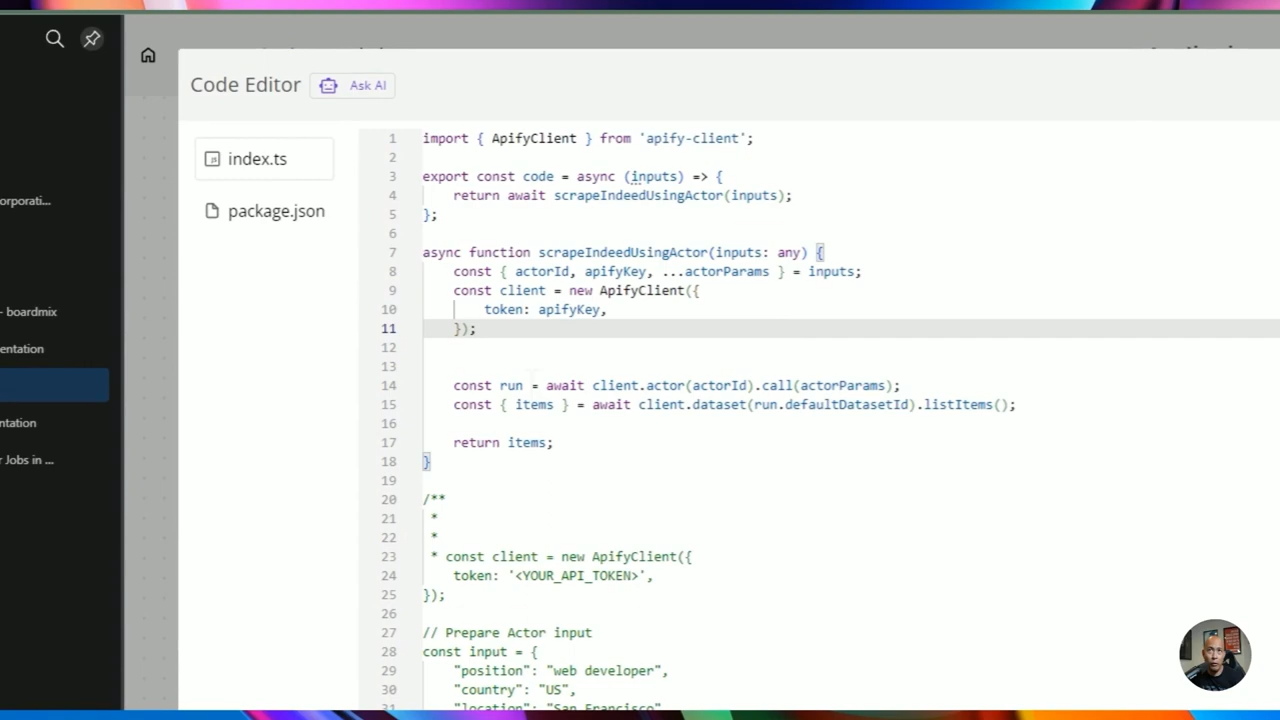 Code Editor
Ask AI
orporati...
- boardmix
entation
ntation
r Jobs in ...
index.ts
package.json
1 import { ApifyClient } from 'apify-client';
2
3 export const code = async (inputs) => {
4 return await scrapeIndeedUsingActor(inputs);
5 };
6
7 async function scrapeIndeedUsingActor(inputs: any) {
8 const { actorId, apifyKey, ...actorParams } = inputs;
9 const client = new ApifyClient({
10 token: apifyKey,
11 });
12
13
14 const run = await client.actor(actorId).call(actorParams);
15 const { items } = await client.dataset(run.defaultDatasetId).listItems();
16
17 return items;
18 }
19
20 /**
21 *
22 *
23 * const client = new ApifyClient({
24 token: '<YOUR_API_TOKEN>',
25 });
26
27 // Prepare Actor input
28 const input = {
29 "position": "web developer",
30 "country": "US",
31 "location": "San Francisco"